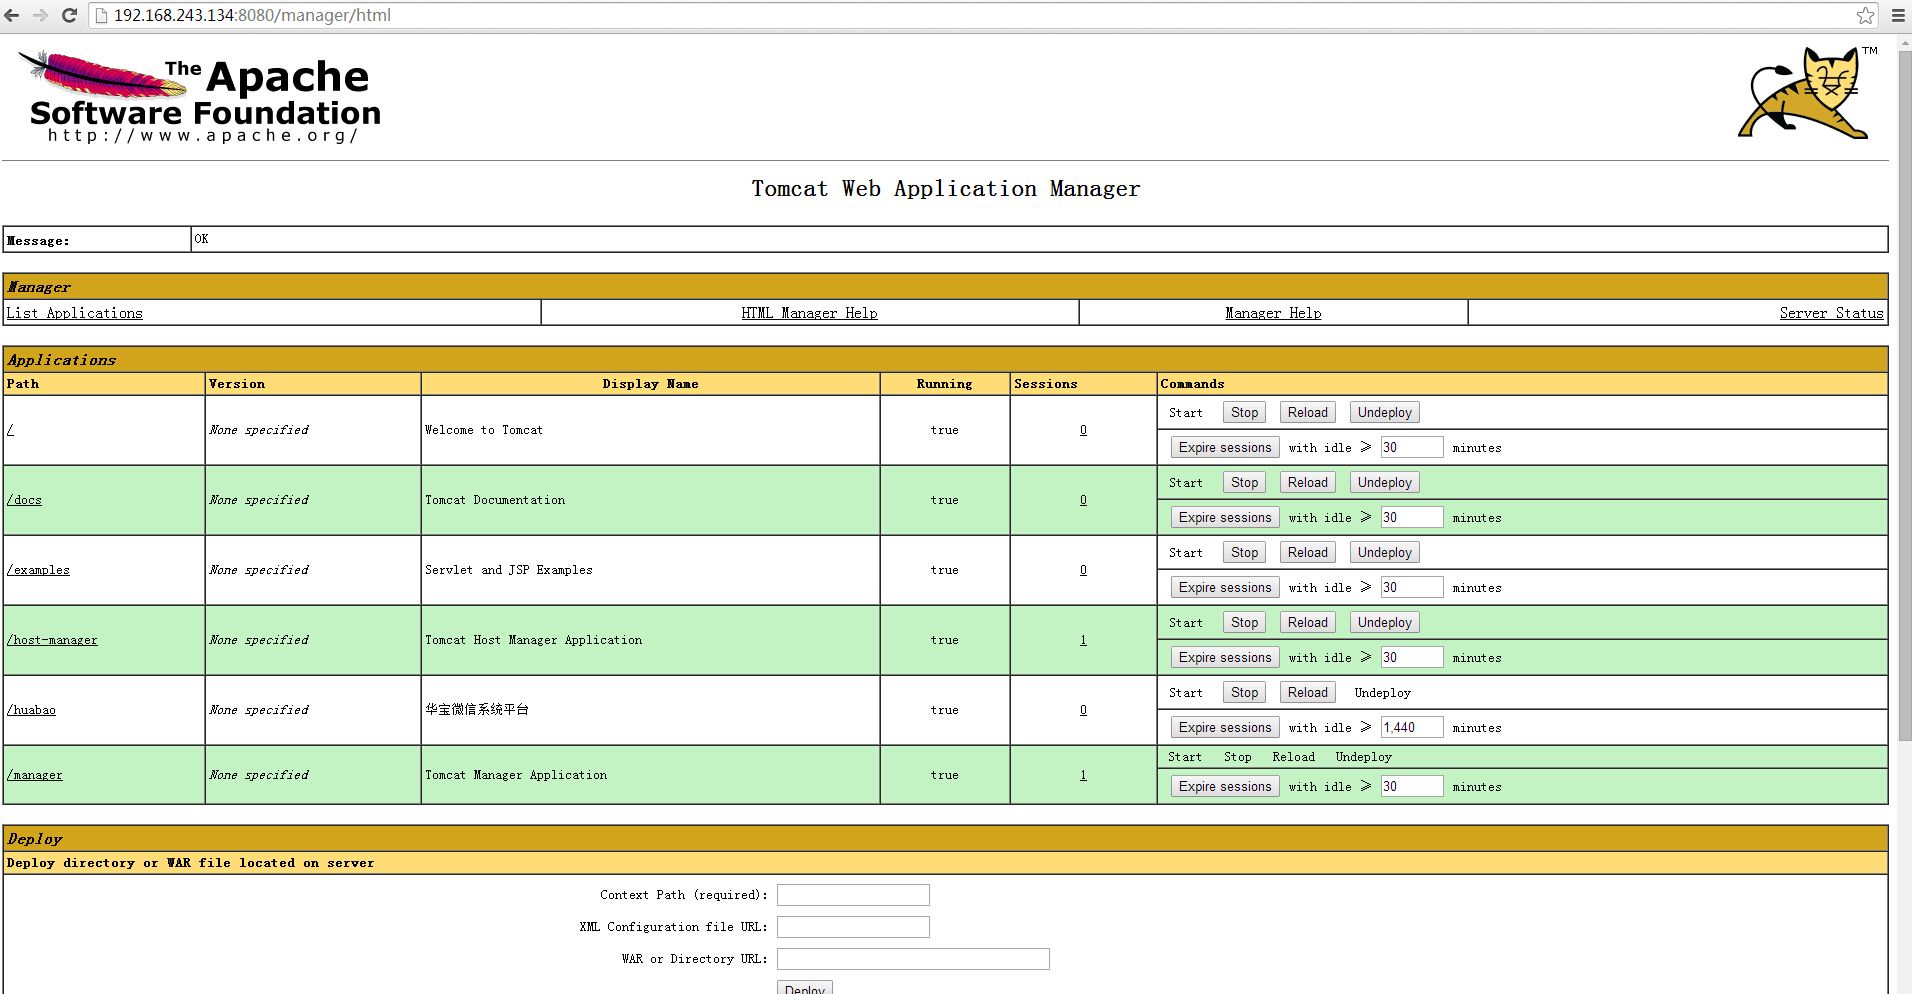 192.168.243.134:8080/manager/html
The Apache
Software Foundation
http://www.apache.org/
TM
Tomcat Web Application Manager
Message: OK
Manager
List Applications HTML Manager Help Manager Help Server Status
Applications
Path Version Display Name Running Sessions Commands
/ None specified Welcome to Tomcat true 0 Start Stop Reload Undeploy
Expire sessions with idle ≥ 30 minutes
/docs None specified Tomcat Documentation true 0 Start Stop Reload Undeploy
Expire sessions with idle ≥ 30 minutes
/examples None specified Servlet and JSP Examples true 0 Start Stop Reload Undeploy
Expire sessions with idle ≥ 30 minutes
/host-manager None specified Tomcat Host Manager Application true 1 Start Stop Reload Undeploy
Expire sessions with idle ≥ 30 minutes
/huabao None specified 华宝微信系统平台 true 0 Start Stop Reload Undeploy
Expire sessions with idle ≥ 1,440 minutes
/manager None specified Tomcat Manager Application true 1 Start Stop Reload Undeploy
Expire sessions with idle ≥ 30 minutes
Deploy
Deploy directory or WAR file located on server
Context Path (required):
XML Configuration file URL:
WAR or Directory URL:
Deploy